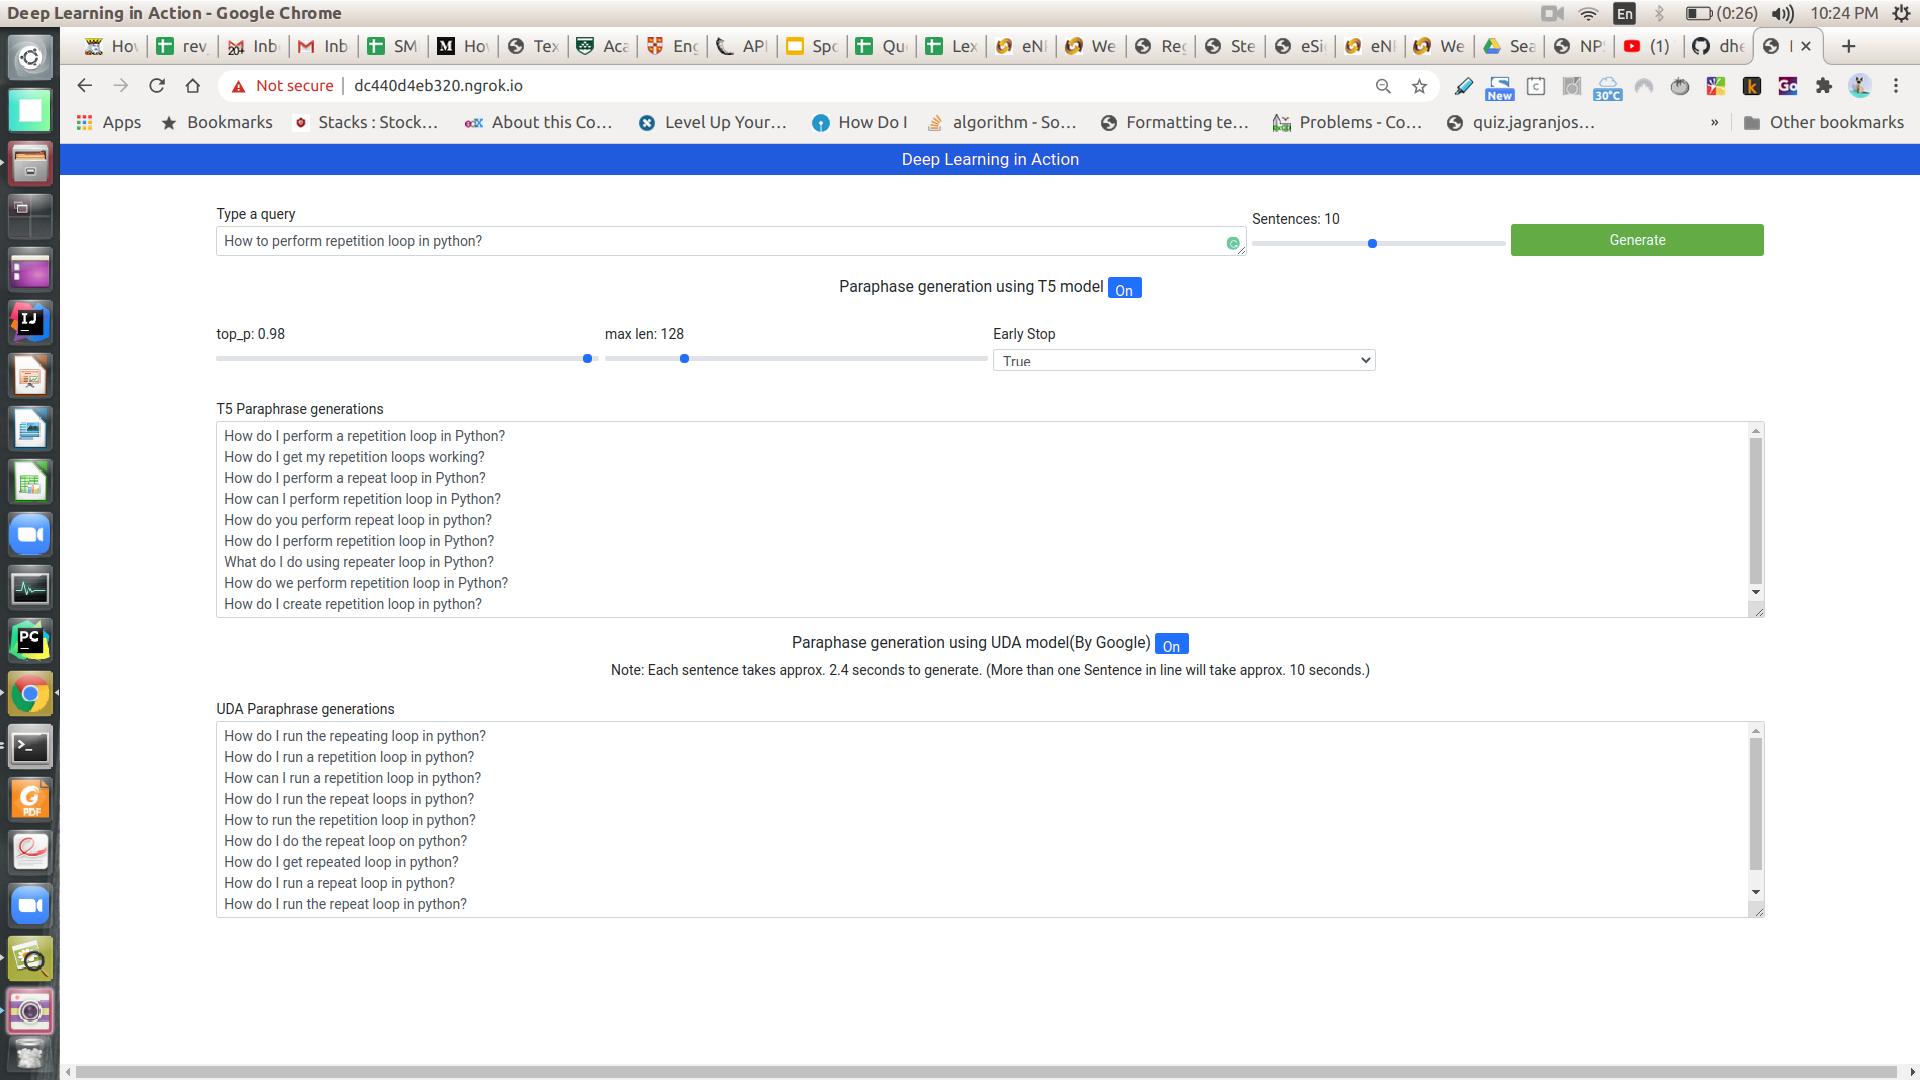 Deep Learning in Action - Google Chrome
En (0:26) 10:24 PM
Hov rev Inb Inb SM Hov Tex Aca Eng API Spo Qu Lex eNI We Reg Ste eSi eNI We Sea NPS (1) dhe
Not secure dc440d4eb320.ngrok.io
New 30°C Go
Apps Bookmarks Stacks : Stock... About this Co... Level Up Your... How Do I algorithm - So... Formatting te... Problems - Co... quiz.jagranjos... » Other bookmarks
Deep Learning in Action
Type a query
Sentences: 10
How to perform repetition loop in python?
Generate
Paraphase generation using T5 model On
top_p: 0.98 max len: 128 Early Stop
True
T5 Paraphrase generations
How do I perform a repetition loop in Python?
How do I get my repetition loops working?
How do I perform a repeat loop in Python?
How can I perform repetition loop in Python?
How do you perform repeat loop in python?
How do I perform repetition loop in Python?
What do I do using repeater loop in Python?
How do we perform repetition loop in Python?
How do I create repetition loop in python?
Paraphase generation using UDA model(By Google) On
Note: Each sentence takes approx. 2.4 seconds to generate. (More than one Sentence in line will take approx. 10 seconds.)
UDA Paraphrase generations
How do I run the repeating loop in python?
How do I run a repetition loop in python?
How can I run a repetition loop in python?
How do I run the repeat loops in python?
How to run the repetition loop in python?
How do I do the repeat loop on python?
How do I get repeated loop in python?
How do I run a repeat loop in python?
How do I run the repeat loop in python?